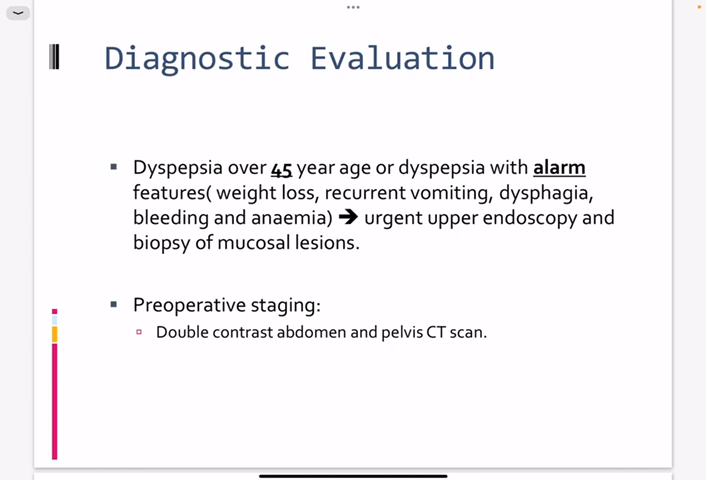 Diagnostic Evaluation
Dyspepsia over 45 year age or dyspepsia with alarm
features( weight loss, recurrent vomiting, dysphagia,
bleeding and anaemia) ➔ urgent upper endoscopy and
biopsy of mucosal lesions.
Preoperative staging:
Double contrast abdomen and pelvis CT scan.